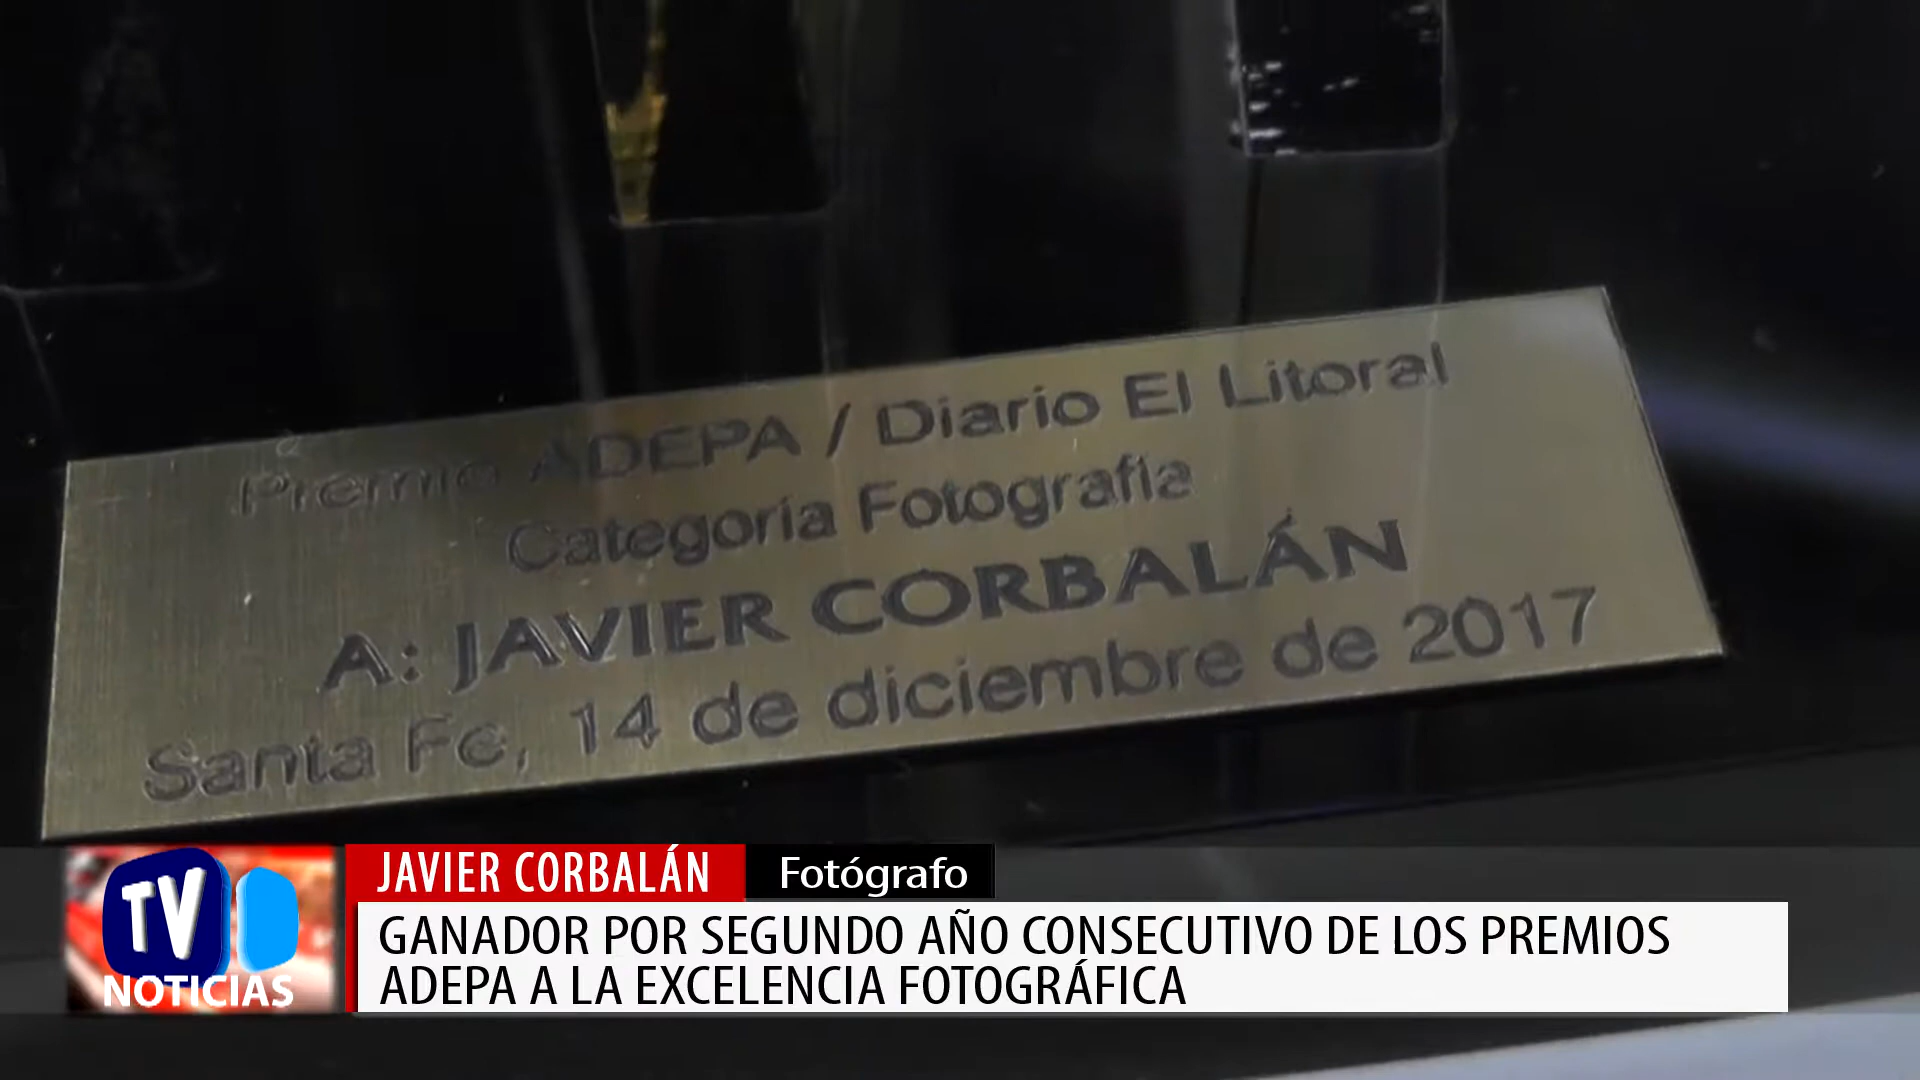 Premio ADEPA / Diario El Litoral
Categoría Fotografía
A: JAVIER CORBALÁN
Santa Fe, 14 de diciembre de 2017
TV
NOTICIAS
JAVIER CORBALÁN
Fotógrafo
GANADOR POR SEGUNDO AÑO CONSECUTIVO DE LOS PREMIOS
ADEPA A LA EXCELENCIA FOTOGRÁFICA